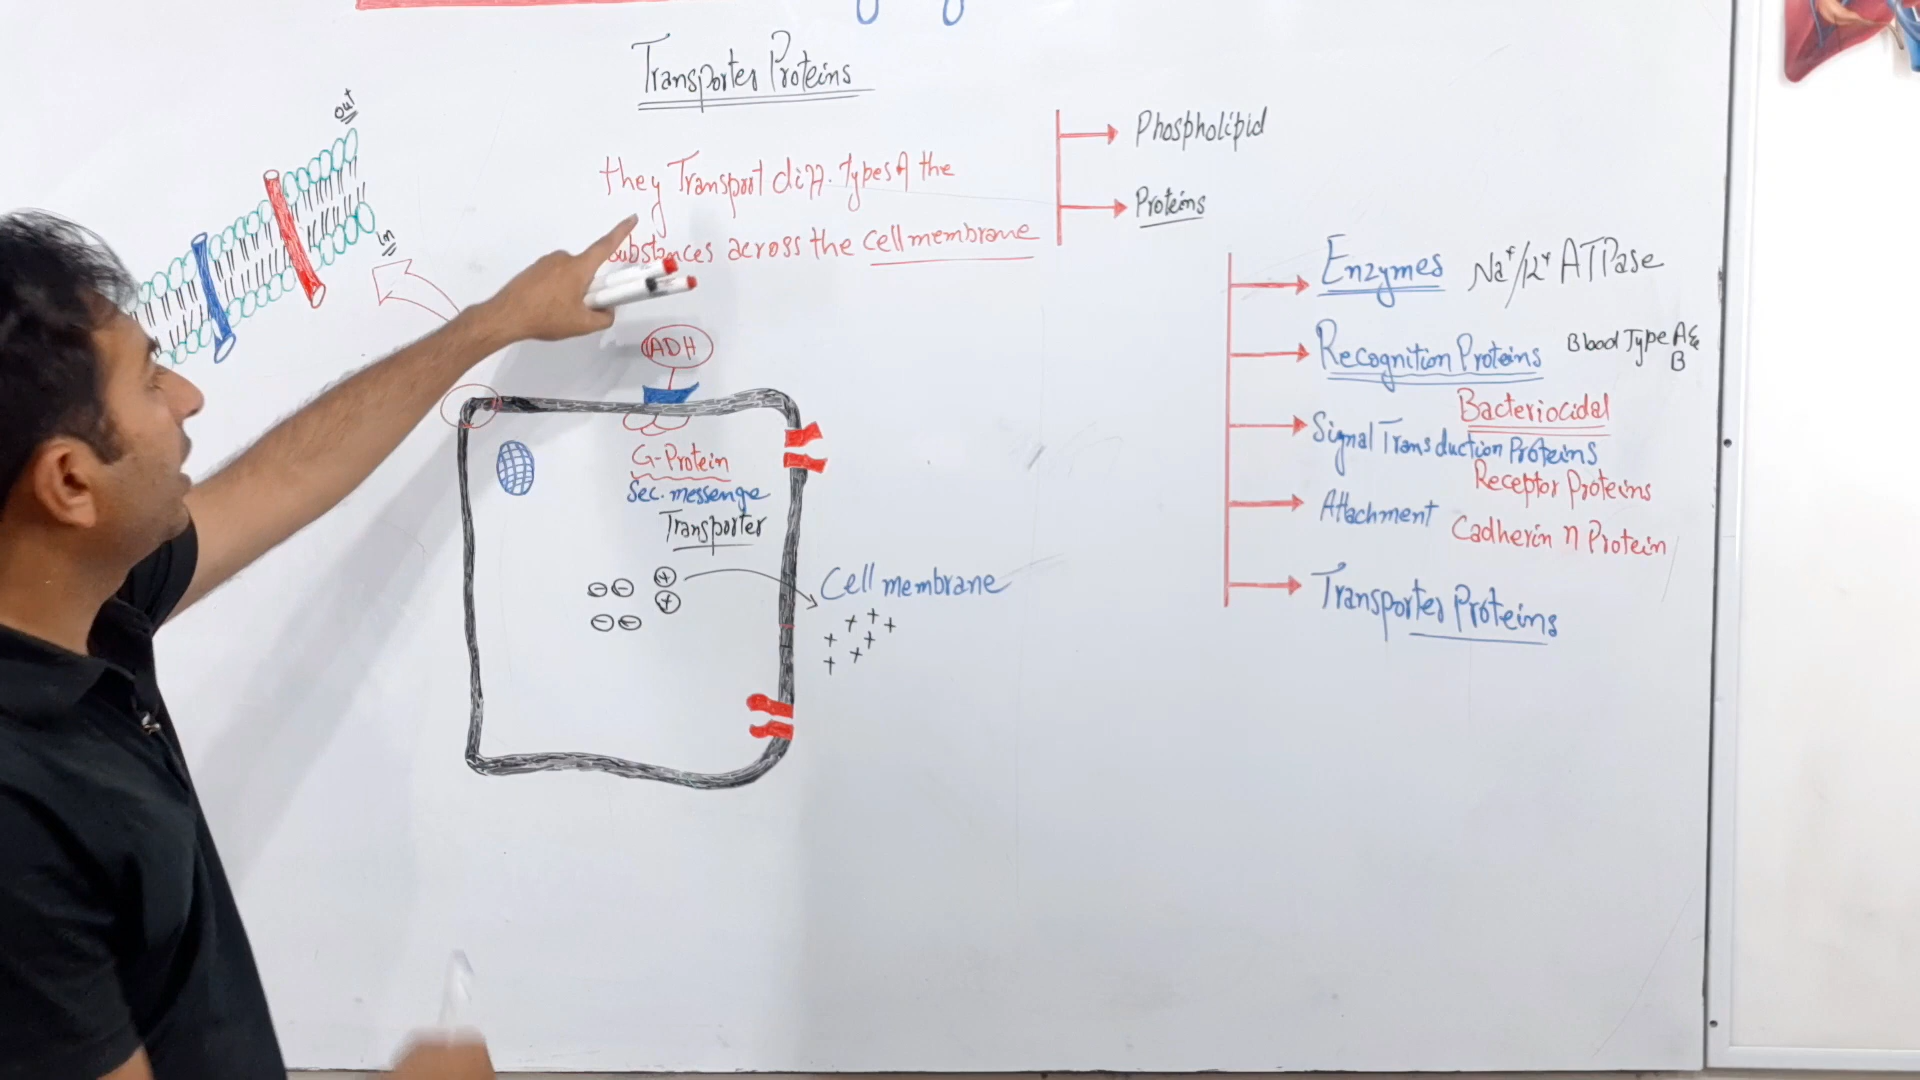 Transporter Proteins
they Transport diff. types of the
substances across the cell membrane
out
in
ADH
G-Protein
Sec. messenge
Transporter
Cell membrane
Phospholipid
Proteins
Enzymes Na+/K+ ATPase
Recognition Proteins Blood Type A &
B
Bacteriocidal
Signal Transduction Proteins
Receptor Proteins
Attachment Cadherin n Protein
Transporter Proteins